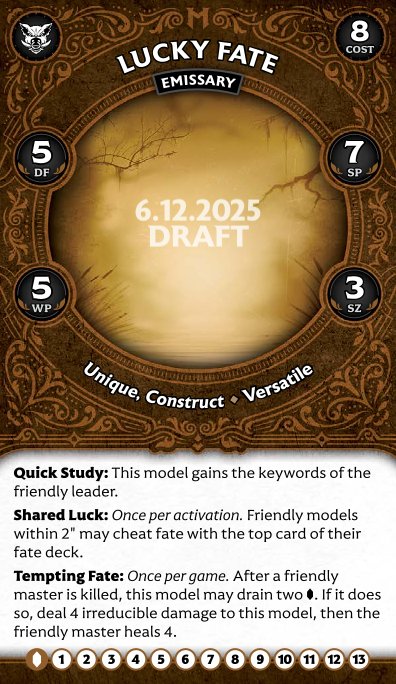 LUCKY FATE
EMISSARY
8
COST
5
DF
7
SP
6.12.2025
DRAFT
5
WP
3
SZ
Unique, Construct ◆ Versatile
Quick Study: This model gains the keywords of the
friendly leader.
Shared Luck: Once per activation. Friendly models
within 2" may cheat fate with the top card of their
fate deck.
Tempting Fate: Once per game. After a friendly
master is killed, this model may drain two ⬮. If it does
so, deal 4 irreducible damage to this model, then the
friendly master heals 4.
1 2 3 4 5 6 7 8 9 10 11 12 13